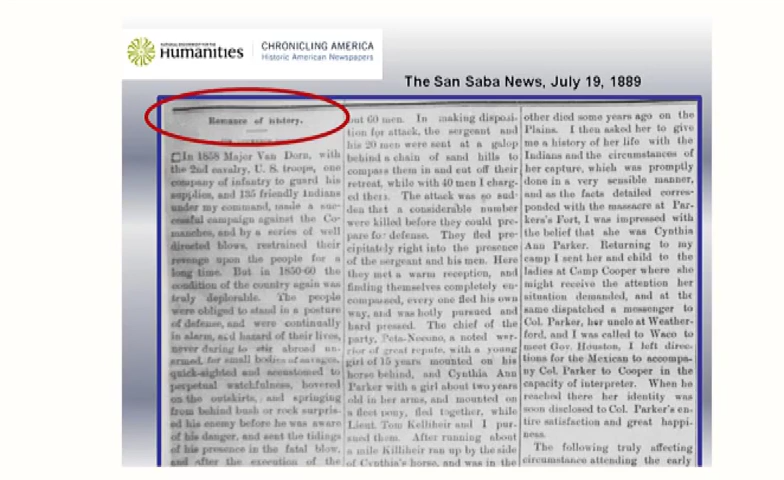 NATIONAL ENDOWMENT FOR THE
HUMANITIES
CHRONICLING AMERICA
Historic American Newspapers
The San Saba News, July 19, 1889
Romance of history.
In 1858 Major Van Dorn, with
the 2nd cavalry, U. S. troops, one
company of infantry to guard his
supplies, and 135 friendly Indians
under my command, made a suc-
cessful campaign against the Co-
manches, and by a series of well
directed blows, restrained their
revenge upon the people for a
long time. But in 1859-60 the
condition of the country again was
truly deplorable. The people
were obliged to stand in a posture
of defense, and were continually
in alarm, and hazard of their lives,
never daring to stir abroad un-
armed, for small bodies of savages,
quick-sighted and accustomed to
perpetual watchfulness, hovered
on the outskirts, and springing
from behind bush or rock surpris-
ed his enemy before he was aware
of his danger, and sent the tidings
of his presence in the fatal blow,
and after the execution of the
out 60 men. In making disposi-
tion for attack, the sergeant and
his 20 men were sent at a galop
behind a chain of sand hills to
compass them in and cut off their
retreat, while with 40 men I charg-
ed them. The attack was so sud-
den that a considerable number
were killed before they could pre-
pare for defense. They fled pre-
cipitately right into the presence
of the sergeant and his men. Here
they met a warm reception, and
finding themselves completely en-
compassed, every one fled his own
way, and was hotly pursued and
hard pressed. The chief of the
party, Peta-Nocono, a noted war-
rior of great repute, with a young
girl of 15 years mounted on his
horse behind, and Cynthia Ann
Parker with a girl about two years
old in her arms, and mounted on
a fleet pony, fled together, while
Lieut Tom Kelliheir and I pur-
sued them. After running about
a mile Killheir ran up by the side
of Cynthia's horse, and was in the
other died some years ago on the
Plains. I then asked her to give
me a history of her life with the
Indians and the circumstances of
her capture, which was promptly
done in a very sensible manner,
and as the facts detailed corres-
ponded with the massacre at Par-
kers's Fort, I was impressed with
the belief that she was Cynthia
Ann Parker. Returning to my
camp I sent her and child to the
ladies at Camp Cooper where she
might receive the attention her
situation demanded, and at the
same dispatched a messenger to
Col. Parker, her uncle at Weather-
ford, and I was called to Waco to
meet Gov. Houston, I left direc-
tions for the Mexican to accompa-
ny Col. Parker to Cooper in the
capacity of interpreter. When he
reached there her identity was
soon disclosed to Col. Parker's en-
tire satisfaction and great happi-
ness.
The following truly affecting
circumstance attending the early